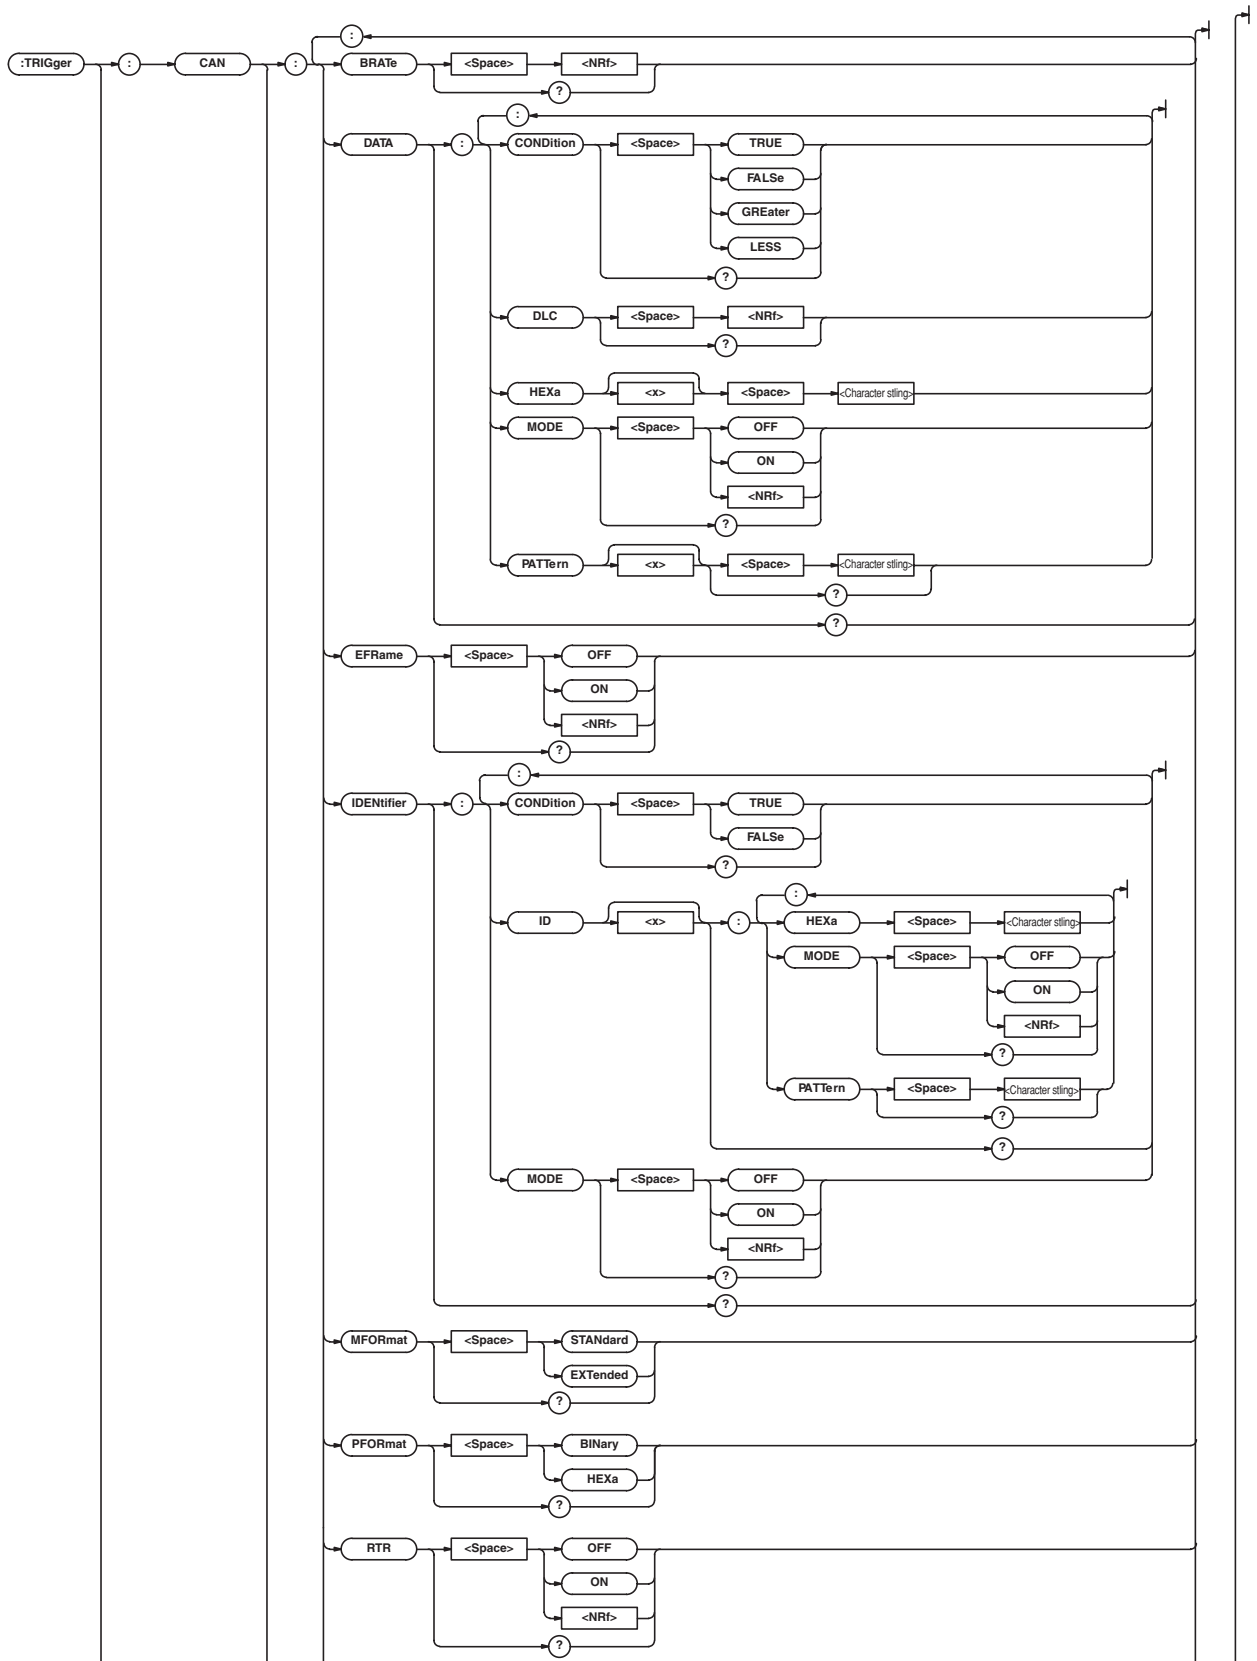 :
:TRIGger : CAN : BRATe <Space> <NRf>
?
:
DATA : CONDition <Space> TRUE
FALSe
GREater
LESS
?
DLC <Space> <NRf>
?
HEXa <x> <Space> <Character stling>
MODE <Space> OFF
ON
<NRf>
?
PATTern <x> <Space> <Character stling>
?
?
EFRame <Space> OFF
ON
<NRf>
?
:
IDENtifier : CONDition <Space> TRUE
FALSe
?
:
ID <x> : HEXa <Space> <Character stling>
MODE <Space> OFF
ON
<NRf>
?
PATTern <Space> <Character stling>
?
?
MODE <Space> OFF
ON
<NRf>
?
?
MFORmat <Space> STANdard
EXTended
?
PFORmat <Space> BINary
HEXa
?
RTR <Space> OFF
ON
<NRf>
?